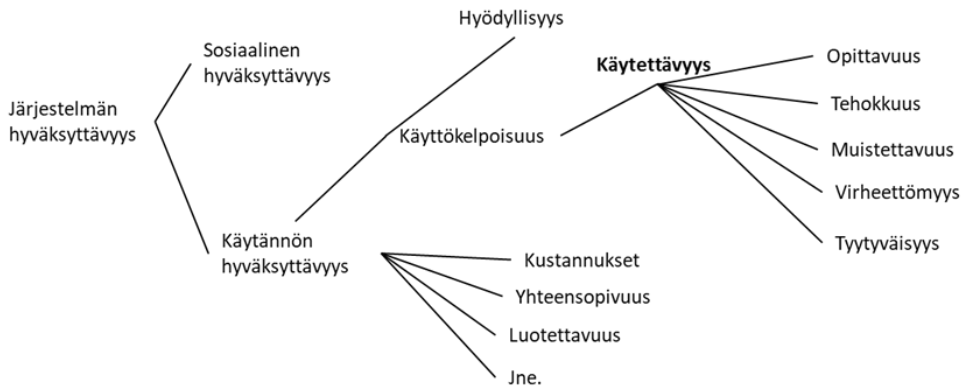 Hyödyllisyys
Sosiaalinen
hyväksyttävyys
Käytettävyys
Opittavuus
Järjestelmän
hyväksyttävyys
Tehokkuus
Käyttökelpoisuus
Muistettavuus
Virheettömyys
Käytännön
hyväksyttävyys
Tyytyväisyys
Kustannukset
Yhteensopivuus
Luotettavuus
Jne.